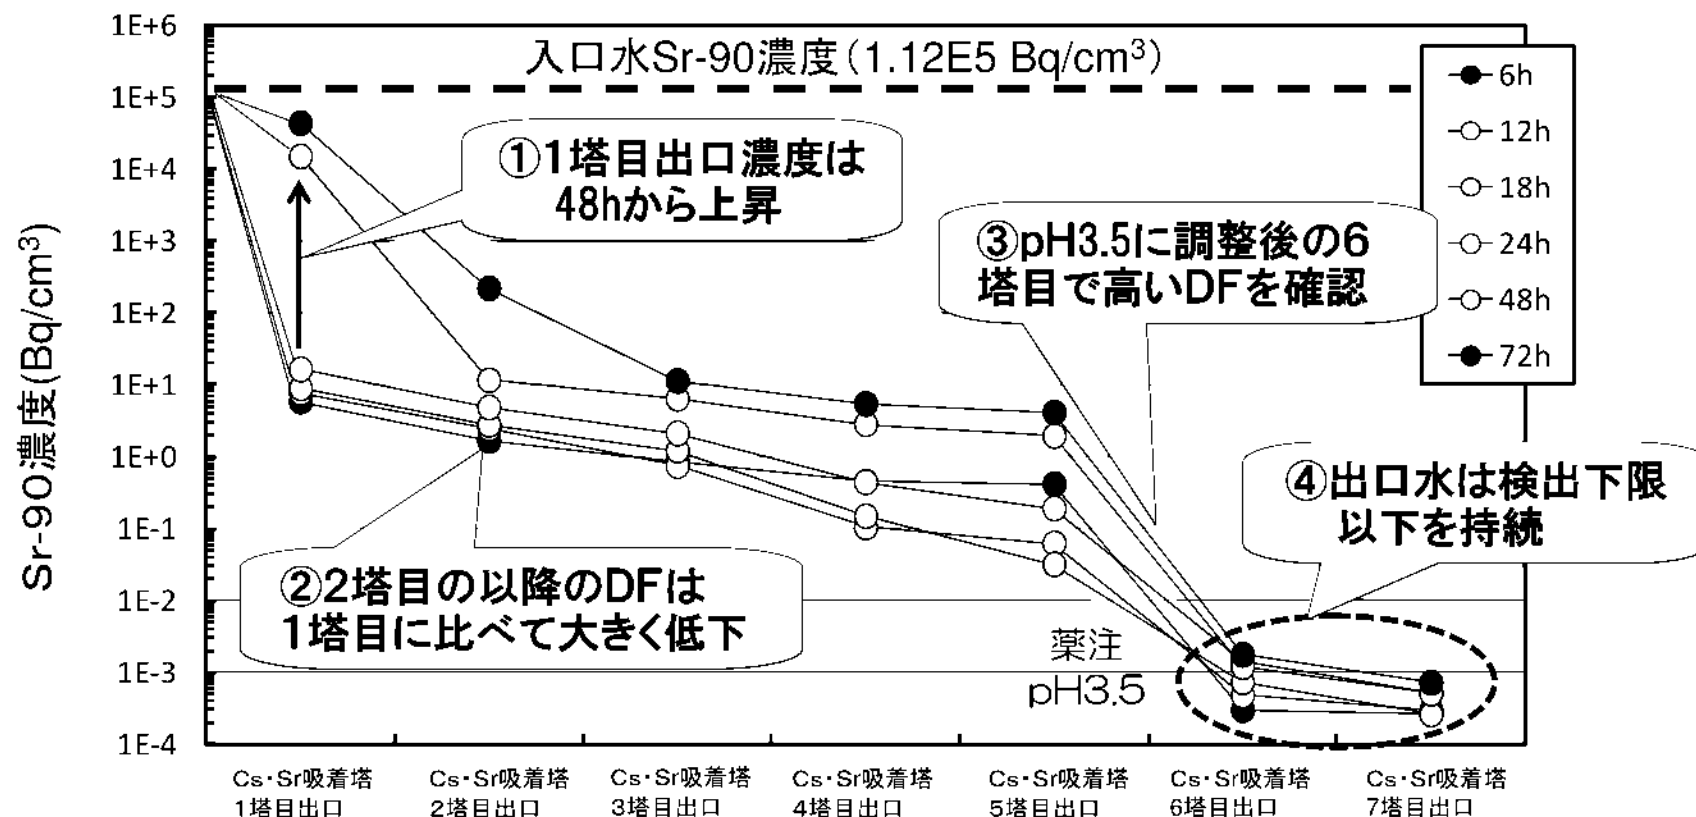 入口水Sr-90濃度（1.12E5 Bq/cm³）
1E+6
1E+5
1E+4
1E+3
1E+2
1E+1
1E+0
1E-1
1E-2
1E-3
1E-4
Sr-90濃度(Bq/cm³)
6h
12h
18h
24h
48h
72h
①1塔目出口濃度は
48hから上昇
③pH3.5に調整後の6
塔目で高いDFを確認
④出口水は検出下限
以下を持続
②2塔目の以降のDFは
1塔目に比べて大きく低下
薬注
pH3.5
Cs・Sr吸着塔
1塔目出口
Cs・Sr吸着塔
2塔目出口
Cs・Sr吸着塔
3塔目出口
Cs・Sr吸着塔
4塔目出口
Cs・Sr吸着塔
5塔目出口
Cs・Sr吸着塔
6塔目出口
Cs・Sr吸着塔
7塔目出口